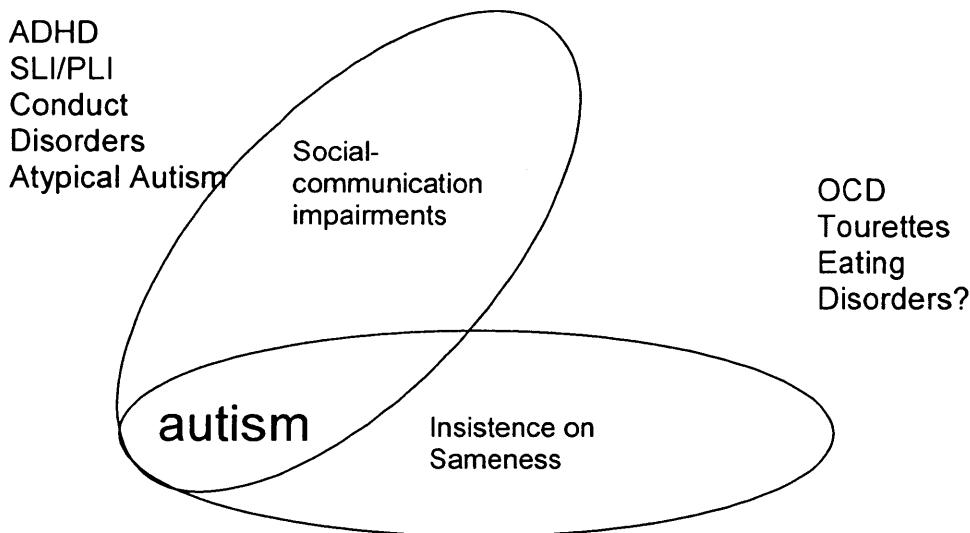 ADHD
SLI/PLI
Conduct
Disorders
Atypical Autism
Social-
communication
impairments
OCD
Tourettes
Eating
Disorders?
autism
Insistence on
Sameness